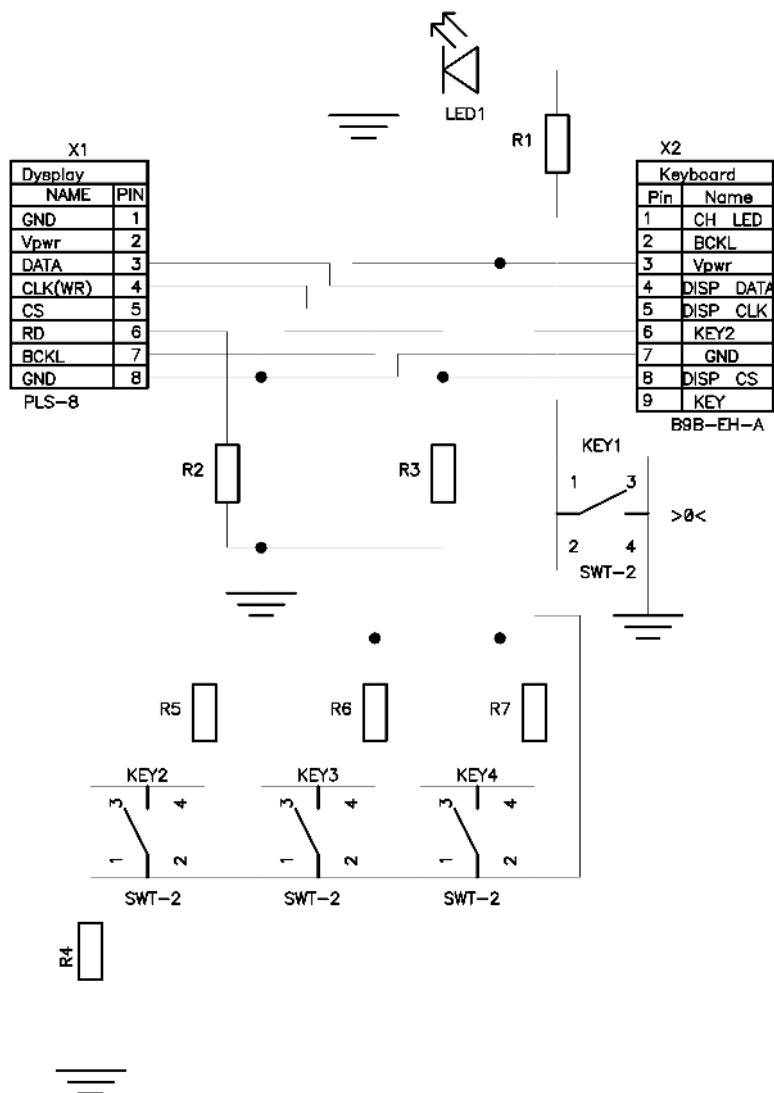 LED1
R1
X1
Dysplay
NAME PIN
GND 1
Vpwr 2
DATA 3
CLK(WR) 4
CS 5
RD 6
BCKL 7
GND 8
PLS-8
X2
Keyboard
Pin Name
1 CH LED
2 BCKL
3 Vpwr
4 DISP DATA
5 DISP CLK
6 KEY2
7 GND
8 DISP CS
9 KEY
B9B-EH-A
R2
R3
KEY1
1 3
>0<
2 4
SWT-2
R5
R6
R7
KEY2
3 4
1 2
SWT-2
KEY3
3 4
1 2
SWT-2
KEY4
3 4
1 2
SWT-2
R4